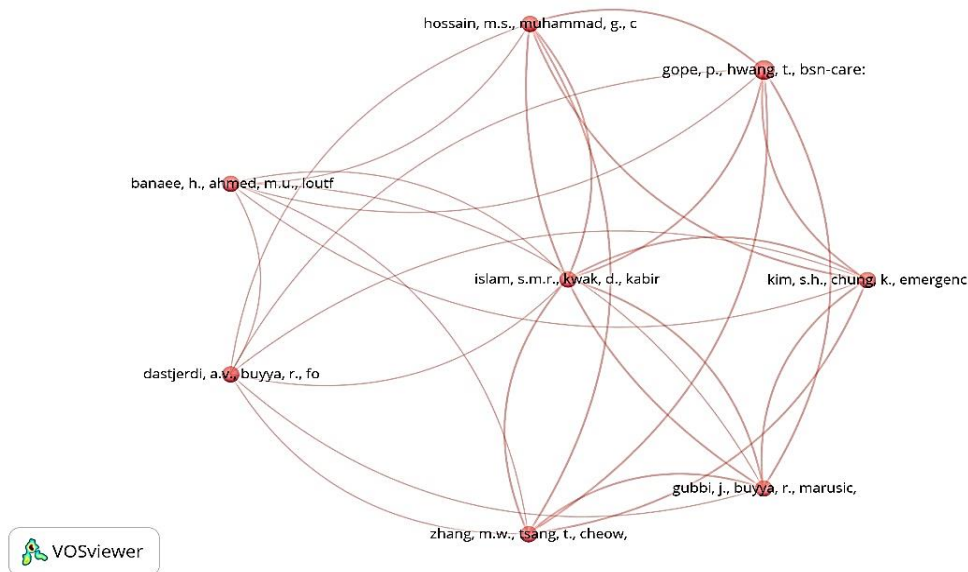 hossain, m.s., muhammad, g., c
gope, p., hwang, t., bsn-care:
banaee, h., ahmed, m.u., loutf
islam, s.m.r., kwak, d., kabir
kim, s.h., chung, k., emergenc
dastjerdi, a.v., buyya, r., fo
gubbi, j., buyya, r., marusic,
zhang, m.w., tsang, t., cheow,
VOSviewer